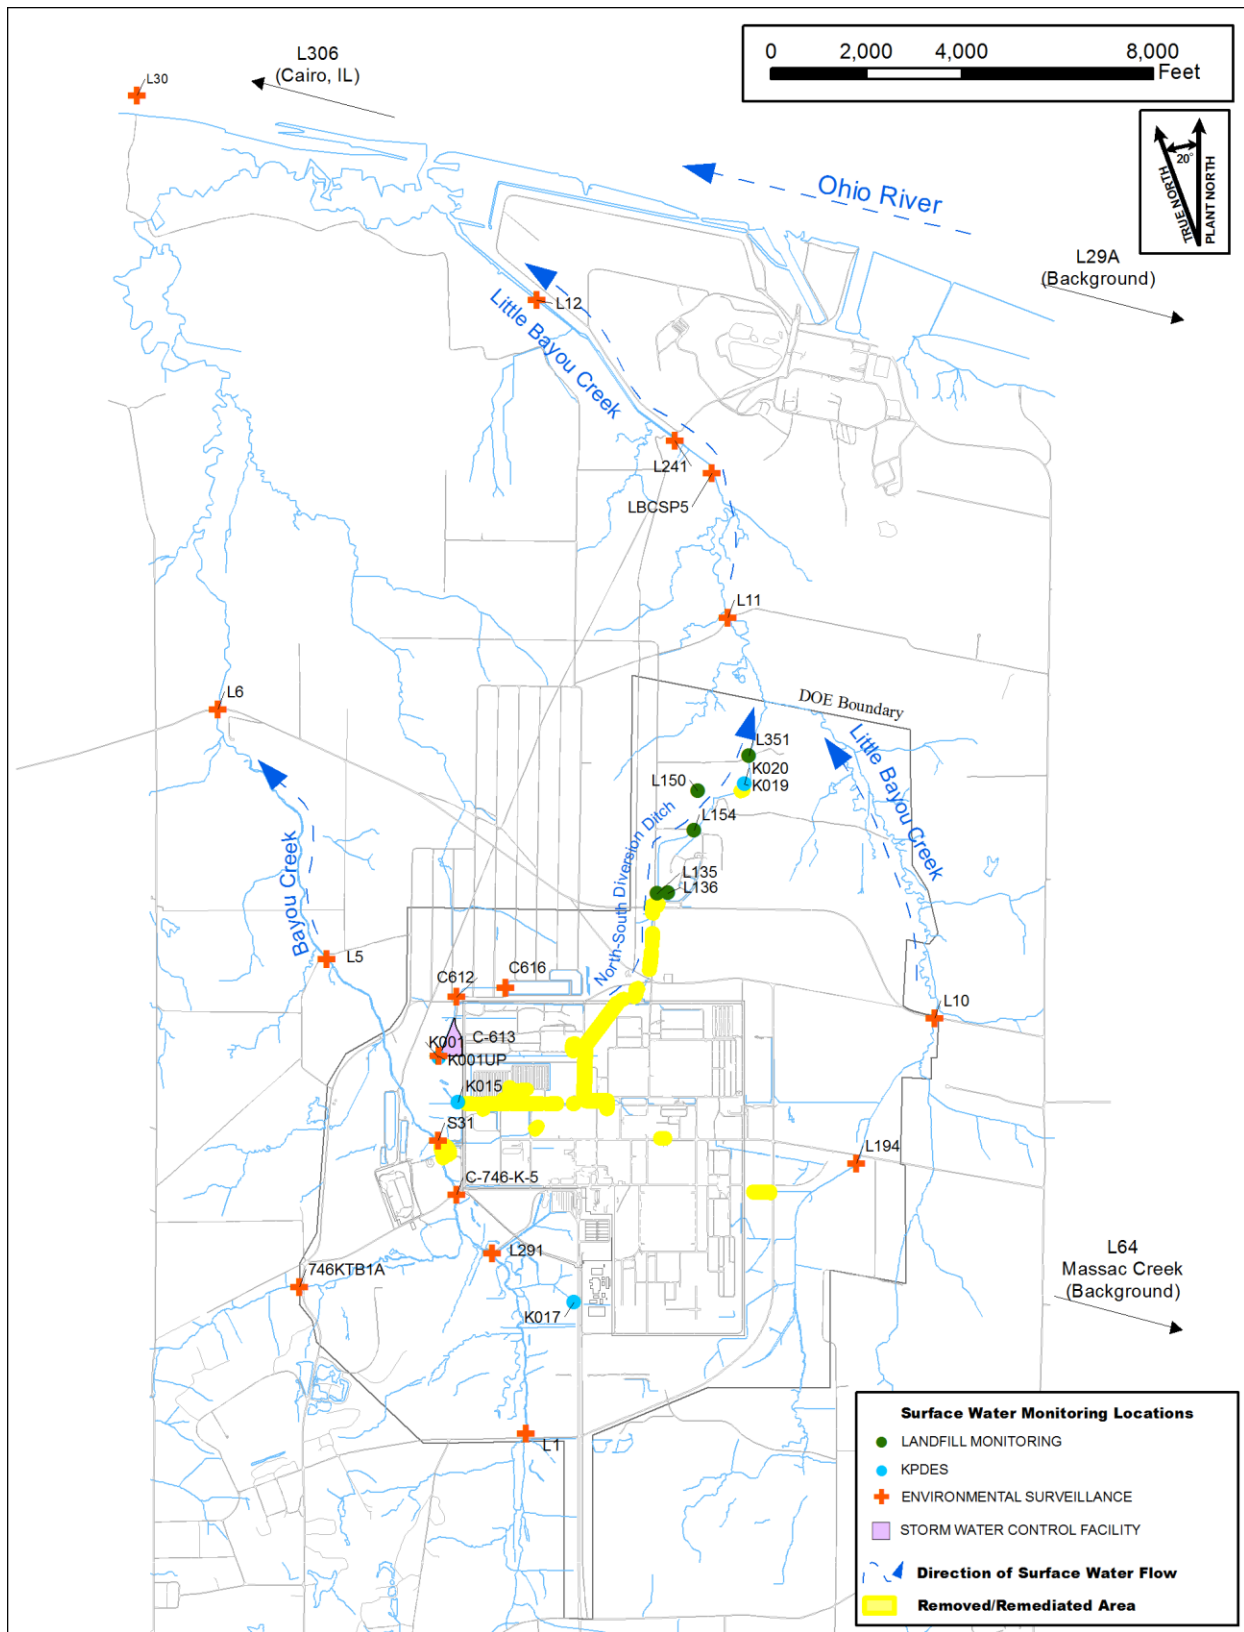 L306
(Cairo, IL)
L30
0
2,000
4,000
8,000
Feet
20°
TRUE NORTH
PLANT NORTH
Ohio River
L29A
(Background)
L12
Little Bayou Creek
L241
LBCSP5
L11
L6
DOE Boundary
L351
K020
K019
L150
L154
Little Bayou Creek
North-South Diversion Ditch
L135
L136
Bayou Creek
L5
C612
C616
L10
C-613
K001
K001UP
K015
S31
L194
C-746-K-5
L291
746KTB1A
K017
L64
Massac Creek
(Background)
L1
Surface Water Monitoring Locations
LANDFILL MONITORING
KPDES
ENVIRONMENTAL SURVEILLANCE
STORM WATER CONTROL FACILITY
Direction of Surface Water Flow
Removed/Remediated Area